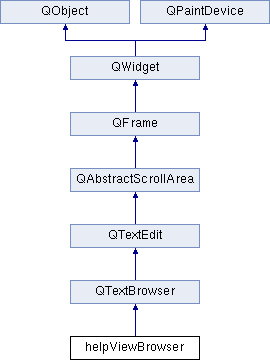 QObject QPaintDevice
QWidget
QFrame
QAbstractScrollArea
QTextEdit
QTextBrowser
helpViewBrowser